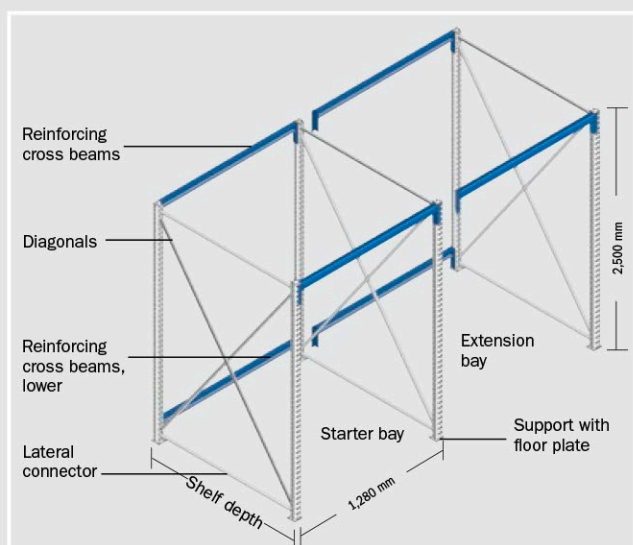 Reinforcing
cross beams
Diagonals
2,500 mm
Reinforcing
cross beams,
lower
Extension
bay
Starter bay
Support with
floor plate
Lateral
connector
Shelf depth
1,280 mm